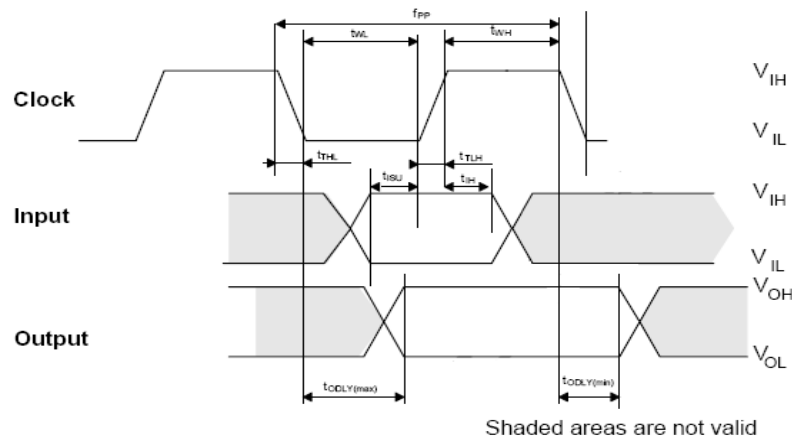 fPP
tWL
tWH
Clock
VIH
VIL
tTHL
tTLH
tISU
tIH
Input
VIH
VIL
Output
VOH
VOL
tODLY(max)
tODLY(min)
Shaded areas are not valid